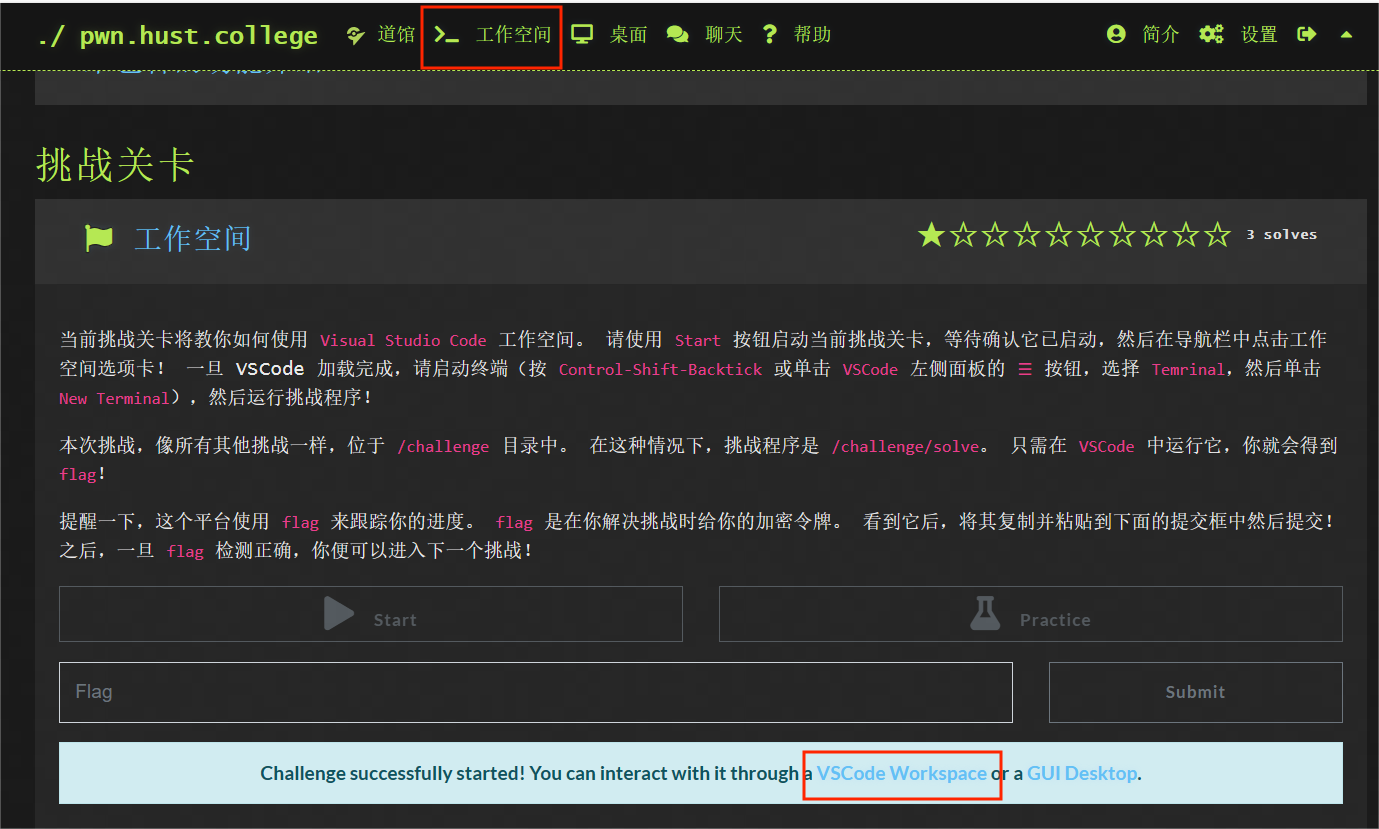 ./ pwn.hust.college 道馆 工作空间 桌面 聊天 帮助 简介 设置
挑战关卡
工作空间 3 solves
当前挑战关卡将教你如何使用 Visual Studio Code 工作空间。 请使用 Start 按钮启动当前挑战关卡，等待确认它已启动，然后在导航栏中点击工作
空间选项卡！ 一旦 VSCode 加载完成，请启动终端（按 Control-Shift-Backtick 或单击 VSCode 左侧面板的 ☰ 按钮，选择 Temrinal，然后单击
New Terminal），然后运行挑战程序！
本次挑战，像所有其他挑战一样，位于 /challenge 目录中。 在这种情况下，挑战程序是 /challenge/solve。 只需在 VSCode 中运行它，你就会得到
flag！
提醒一下，这个平台使用 flag 来跟踪你的进度。 flag 是在你解决挑战时给你的加密令牌。 看到它后，将其复制并粘贴到下面的提交框中然后提交！
之后，一旦 flag 检测正确，你便可以进入下一个挑战！
Start Practice
Flag Submit
Challenge successfully started! You can interact with it through a VSCode Workspace or a GUI Desktop.